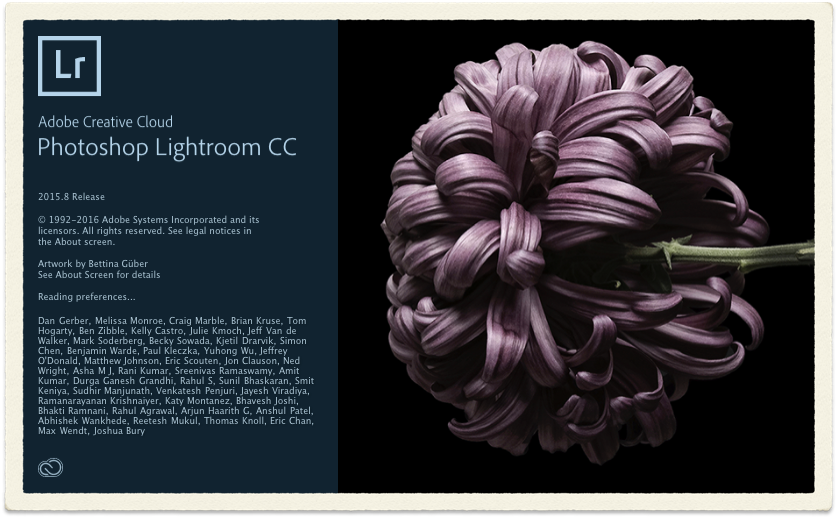 Lr
Adobe Creative Cloud
Photoshop Lightroom CC
2015.8 Release
© 1992-2016 Adobe Systems Incorporated and its
licensors. All rights reserved. See legal notices in
the About screen.
Artwork by Bettina Güber
See About Screen for details
Reading preferences...
Dan Gerber, Melissa Monroe, Craig Marble, Brian Kruse, Tom
Hogarty, Ben Zibble, Kelly Castro, Julie Kmoch, Jeff Van de
Walker, Mark Soderberg, Becky Sowada, Kjetil Drarvik, Simon
Chen, Benjamin Warde, Paul Kleczka, Yuhong Wu, Jeffrey
O'Donald, Matthew Johnson, Eric Scouten, Jon Clauson, Ned
Wright, Asha M J, Rani Kumar, Sreenivas Ramaswamy, Amit
Kumar, Durga Ganesh Grandhi, Rahul S, Sunil Bhaskaran, Smit
Keniya, Sudhir Manjunath, Venkatesh Penjuri, Jayesh Viradiya,
Ramanarayanan Krishnaiyer, Katy Montanez, Bhavesh Joshi,
Bhakti Ramnani, Rahul Agrawal, Arjun Haarith G, Anshul Patel,
Abhishek Wankhede, Reetesh Mukul, Thomas Knoll, Eric Chan,
Max Wendt, Joshua Bury